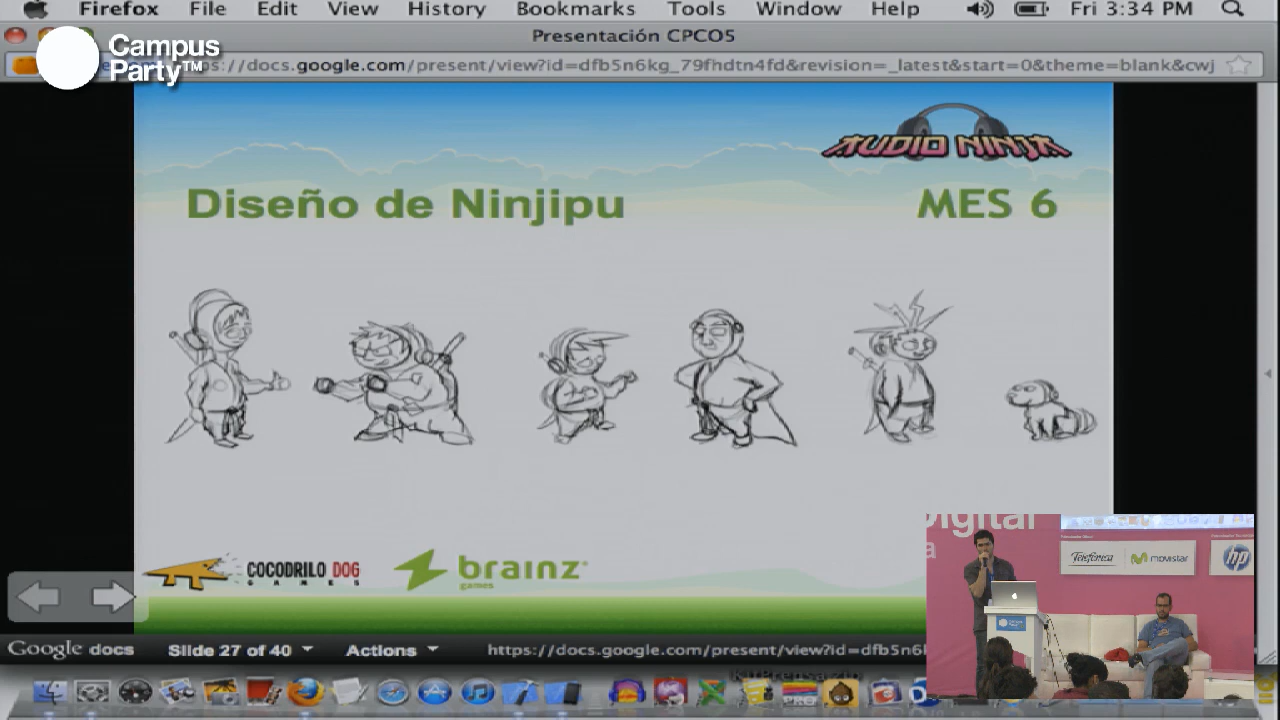 Firefox File Edit View History Bookmarks Tools Window Help Fri 3:34 PM
Presentación CPCO5
Campus
Party™
s://docs.google.com/present/view?id=dfb5n6kg_79fhdtn4fd&revision=_latest&start=0&theme=blank&cwj
AUDIO NINJA
Diseño de Ninjipu
MES 6
COCODRILO DOG
GAMES
brainz
games
Digital
a
Telefónica
movistar
hp
Campus
Party
Google docs
Slide 27 of 40
Actions
https://docs.google.com/present/view?id=dfb5n6